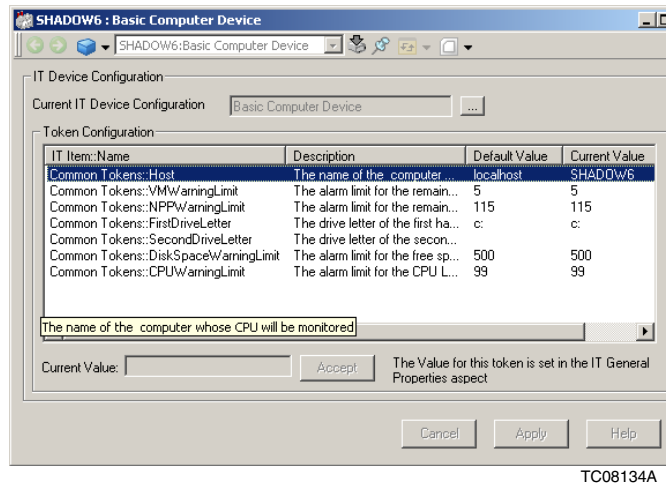 SHADOW6 : Basic Computer Device
SHADOW6:Basic Computer Device
IT Device Configuration
Current IT Device Configuration Basic Computer Device ...
Token Configuration
IT Item::Name Description Default Value Current Value
Common Tokens::Host The name of the computer ... localhost SHADOW6
Common Tokens::VMWarningLimit The alarm limit for the remain... 5 5
Common Tokens::NPPWarningLimit The alarm limit for the remain... 115 115
Common Tokens::FirstDriveLetter The drive letter of the first ha... c: c:
Common Tokens::SecondDriveLetter The drive letter of the secon...
Common Tokens::DiskSpaceWarningLimit The alarm limit for the free sp... 500 500
Common Tokens::CPUWarningLimit The alarm limit for the CPU L... 99 99
The name of the computer whose CPU will be monitored
Current Value: Accept The Value for this token is set in the IT General
Properties aspect
Cancel Apply Help
TC08134A